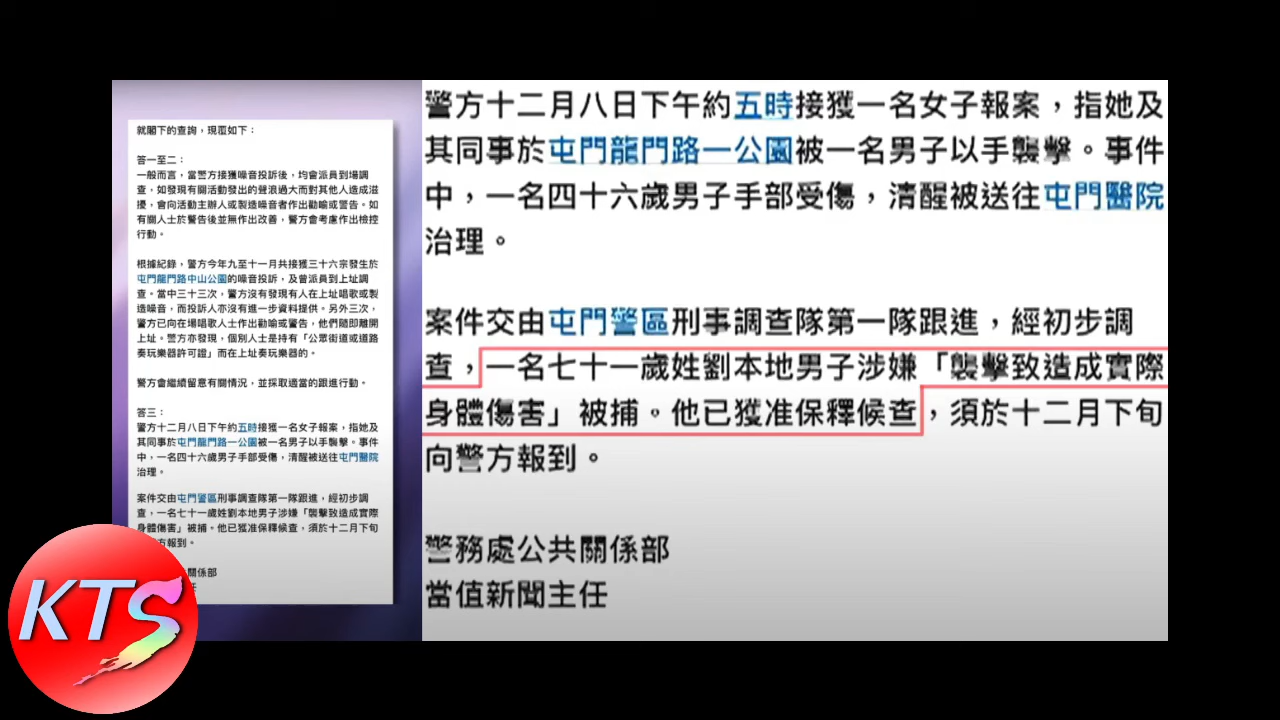 就閣下的查詢，現覆如下：
答一至二：
一般而言，當警方接獲噪音投訴後，均會派員到場調
查，如發現有關活動發出的聲浪過大而對其他人造成滋
擾，會向活動主辦人或製造噪音者作出勸喻或警告。如
有關人士於警告後並無作出改善，警方會考慮作出檢控
行動。
根據紀錄，警方今年九至十一月共接獲三十六宗發生於
屯門龍門路中山公園的噪音投訴，及曾派員到上址調
查。當中三十三次，警方沒有發現有人在上址唱歌或製
造噪音，而投訴人亦沒有進一步資料提供。另外三次，
警方已向在場唱歌人士作出勸喻或警告，他們隨即離開
上址。警方亦發現，個別人士是持有「公眾街道或道路
奏玩樂器許可證」而在上址奏玩樂器的。
警方會繼續留意有關情況，並採取適當的跟進行動。
答三：
警方十二月八日下午約五時接獲一名女子報案，指她及
其同事於屯門龍門路一公園被一名男子以手襲擊。事件
中，一名四十六歲男子手部受傷，清醒被送往屯門醫院
治理。
案件交由屯門警區刑事調查隊第一隊跟進，經初步調
查，一名七十一歲姓劉本地男子涉嫌「襲擊致造成實際
身體傷害」被捕。他已獲准保釋候查，須於十二月下旬
方報到。
關係部
警方十二月八日下午約五時接獲一名女子報案，指她及
其同事於屯門龍門路一公園被一名男子以手襲擊。事件
中，一名四十六歲男子手部受傷，清醒被送往屯門醫院
治理。
案件交由屯門警區刑事調查隊第一隊跟進，經初步調
查，一名七十一歲姓劉本地男子涉嫌「襲擊致造成實際
身體傷害」被捕。他已獲准保釋候查，須於十二月下旬
向警方報到。
警務處公共關係部
當值新聞主任
KTS